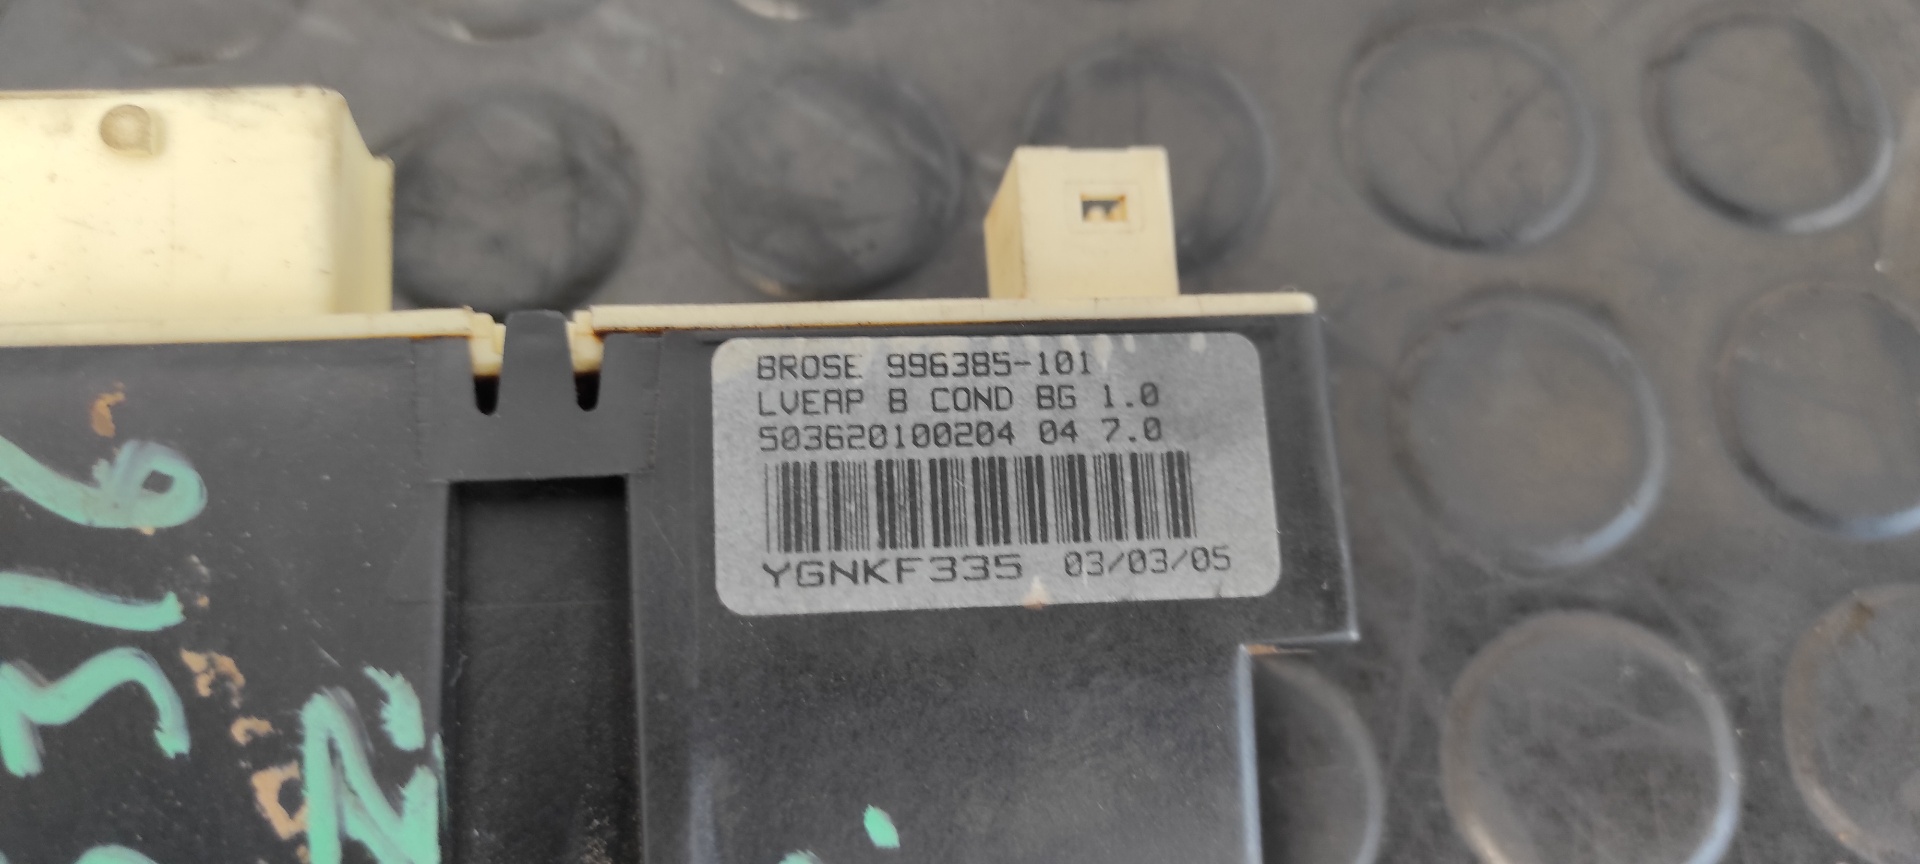 BROSE 996385-101
LVEAP B COND BG 1.0
503620100204 04 7.0
YGNKF335 03/03/05